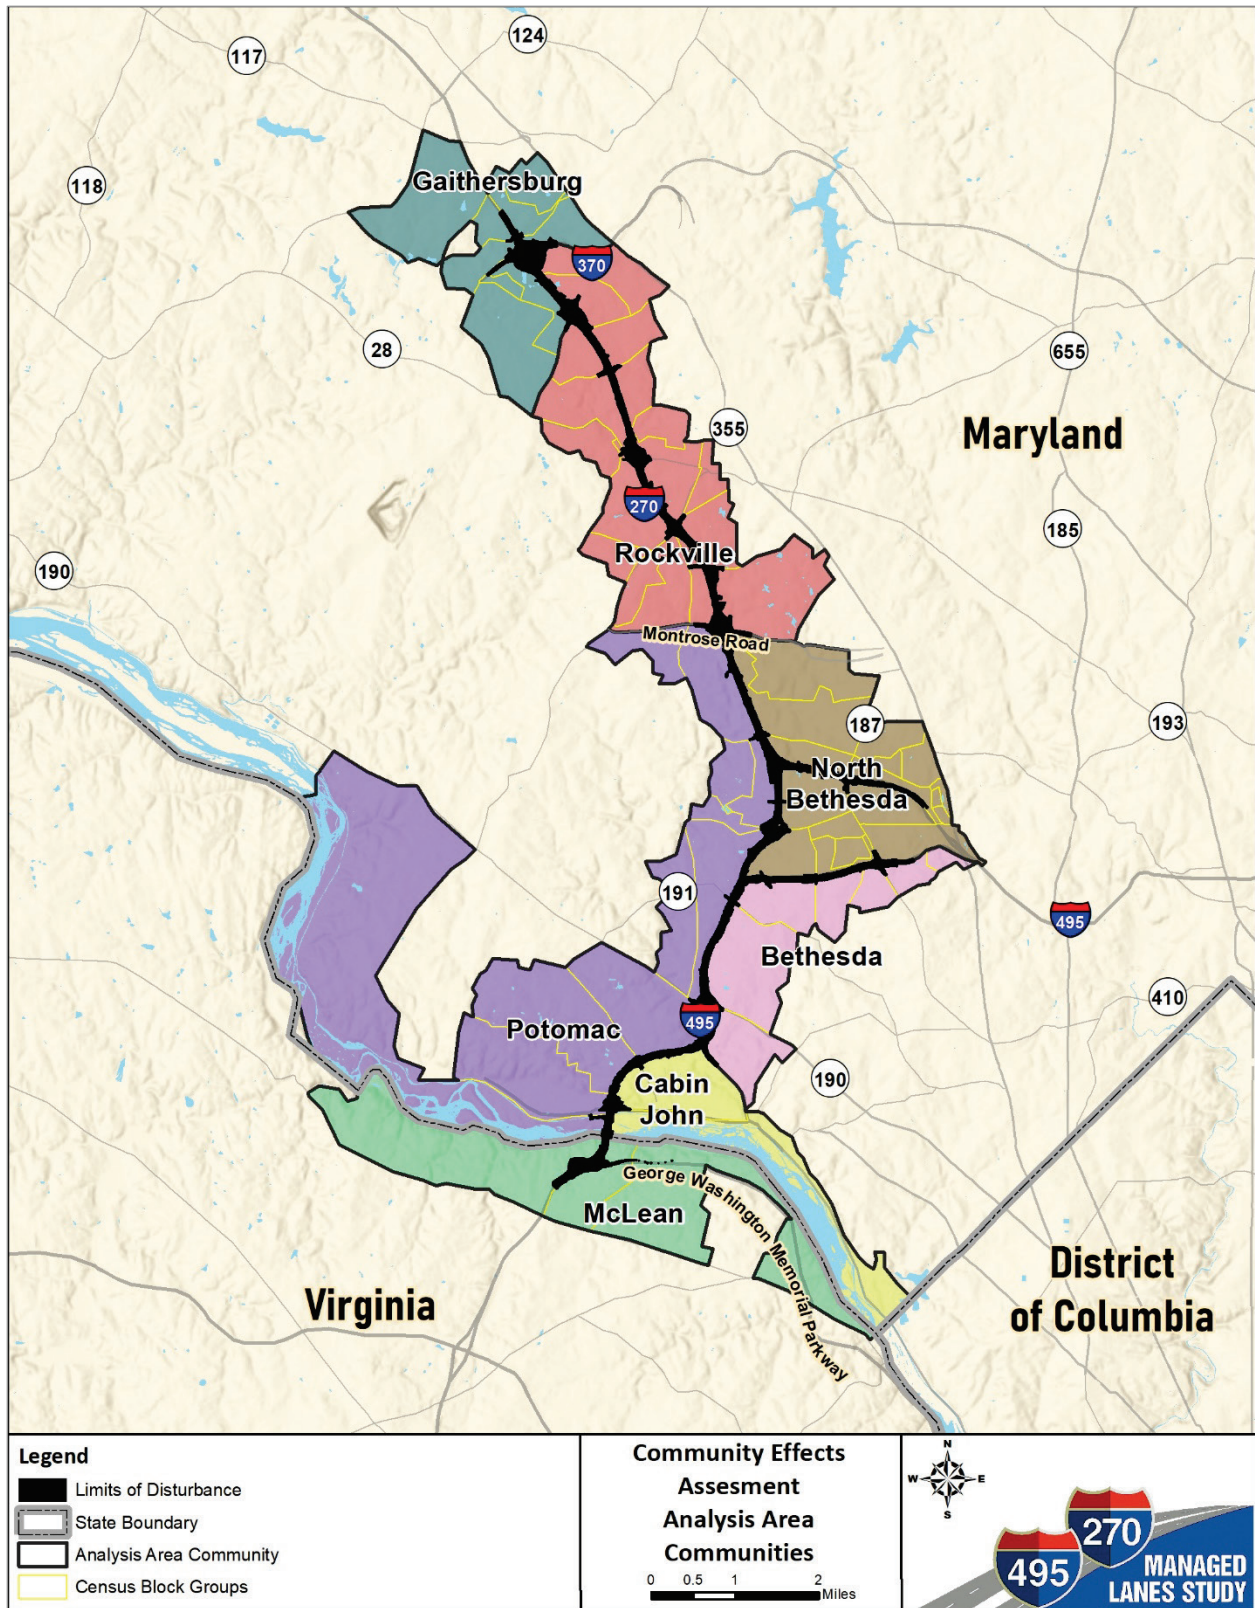 124
117
118
Gaithersburg
370
28
655
355
Maryland
270
185
Rockville
190
Montrose Road
187
193
North
Bethesda
191
495
Bethesda
410
Potomac
495
190
Cabin
John
George Washington Memorial Parkway
McLean
District
of Columbia
Virginia
Legend
Limits of Disturbance
State Boundary
Analysis Area Community
Census Block Groups
Community Effects
Assesment
Analysis Area
Communities
0 0.5 1 2
Miles
N
W E
S
270
495
MANAGED
LANES STUDY